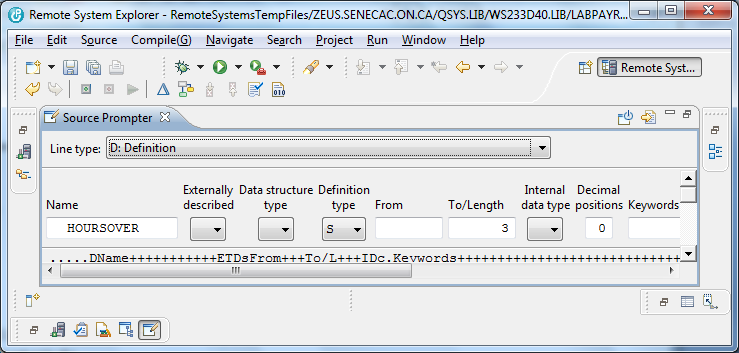 Remote System Explorer - RemoteSystemsTempFiles/ZEUS.SENECAC.ON.CA/QSYS.LIB/WS233D40.LIB/LABPAYR...
File Edit Source Compile(G) Navigate Search Project Run Window Help
Remote Syst...
Source Prompter
Line type: D: Definition
Name Externally described Data structure type Definition type From To/Length Internal data type Decimal positions Keywords
HOURSOVER S 3 0
.....DName+++++++++++ETDsFrom+++To/L+++IDc.Keywords+++++++++++++++++++++++++++++